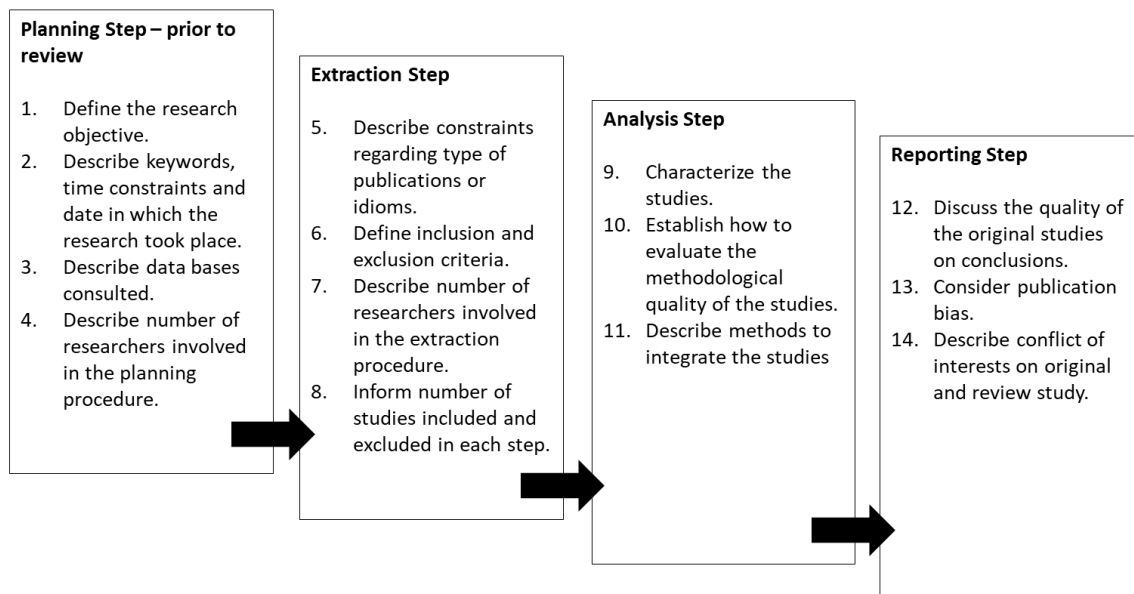 Planning Step – prior to
review
1. Define the research
objective.
2. Describe keywords,
time constraints and
date in which the
research took place.
3. Describe data bases
consulted.
4. Describe number of
researchers involved
in the planning
procedure.
Extraction Step
5. Describe constraints
regarding type of
publications or
idioms.
6. Define inclusion and
exclusion criteria.
7. Describe number of
researchers involved
in the extraction
procedure.
8. Inform number of
studies included and
excluded in each step.
Analysis Step
9. Characterize the
studies.
10. Establish how to
evaluate the
methodological
quality of the studies.
11. Describe methods to
integrate the studies
Reporting Step
12. Discuss the quality of
the original studies
on conclusions.
13. Consider publication
bias.
14. Describe conflict of
interests on original
and review study.